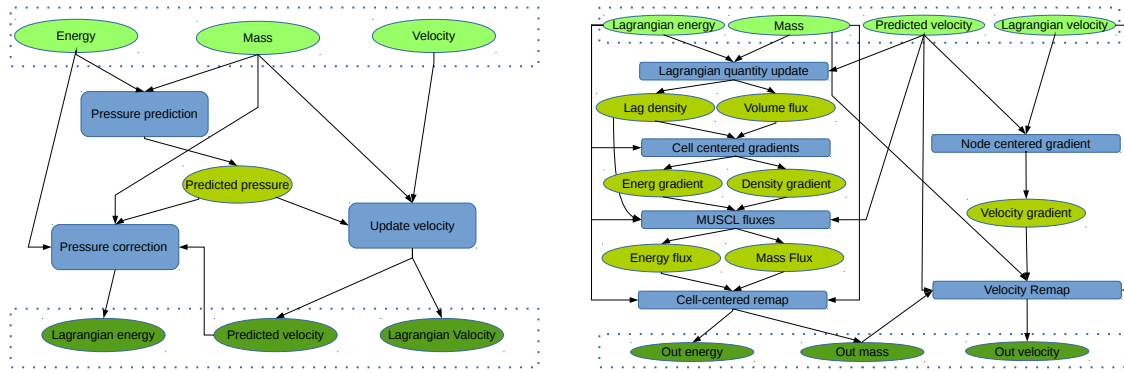 Energy
Mass
Velocity
Pressure prediction
Predicted pressure
Update velocity
Pressure correction
Lagrangian energy
Predicted velocity
Lagrangian Valocity
Lagrangian energy
Mass
Predicted velocity
Lagrangian velocity
Lagrangian quantity update
Lag density
Volume flux
Cell centered gradients
Node centered gradient
Energ gradient
Density gradient
MUSCL fluxes
Velocity gradient
Energy flux
Mass Flux
Cell-centered remap
Velocity Remap
Out energy
Out mass
Out velocity